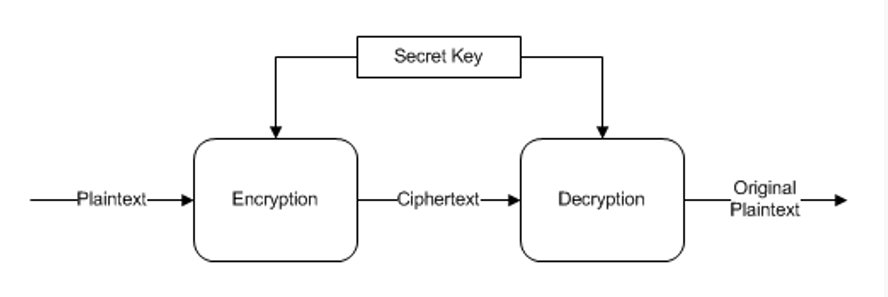 Secret Key
Plaintext
Encryption
Ciphertext
Decryption
Original
Plaintext